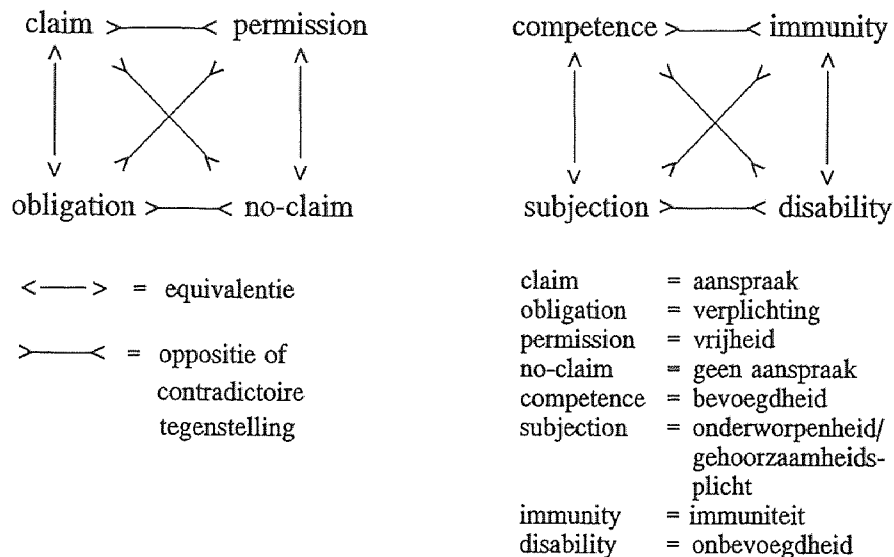 claim >—< permission
obligation >—< no-claim
<—> = equivalentie
>—< = oppositie of
contradictoire
tegenstelling
competence >—< immunity
subjection >—< disability
claim = aanspraak
obligation = verplichting
permission = vrijheid
no-claim = geen aanspraak
competence = bevoegdheid
subjection = onderworpenheid/
gehoorzaamheids-
plicht
immunity = immuniteit
disability = onbevoegdheid